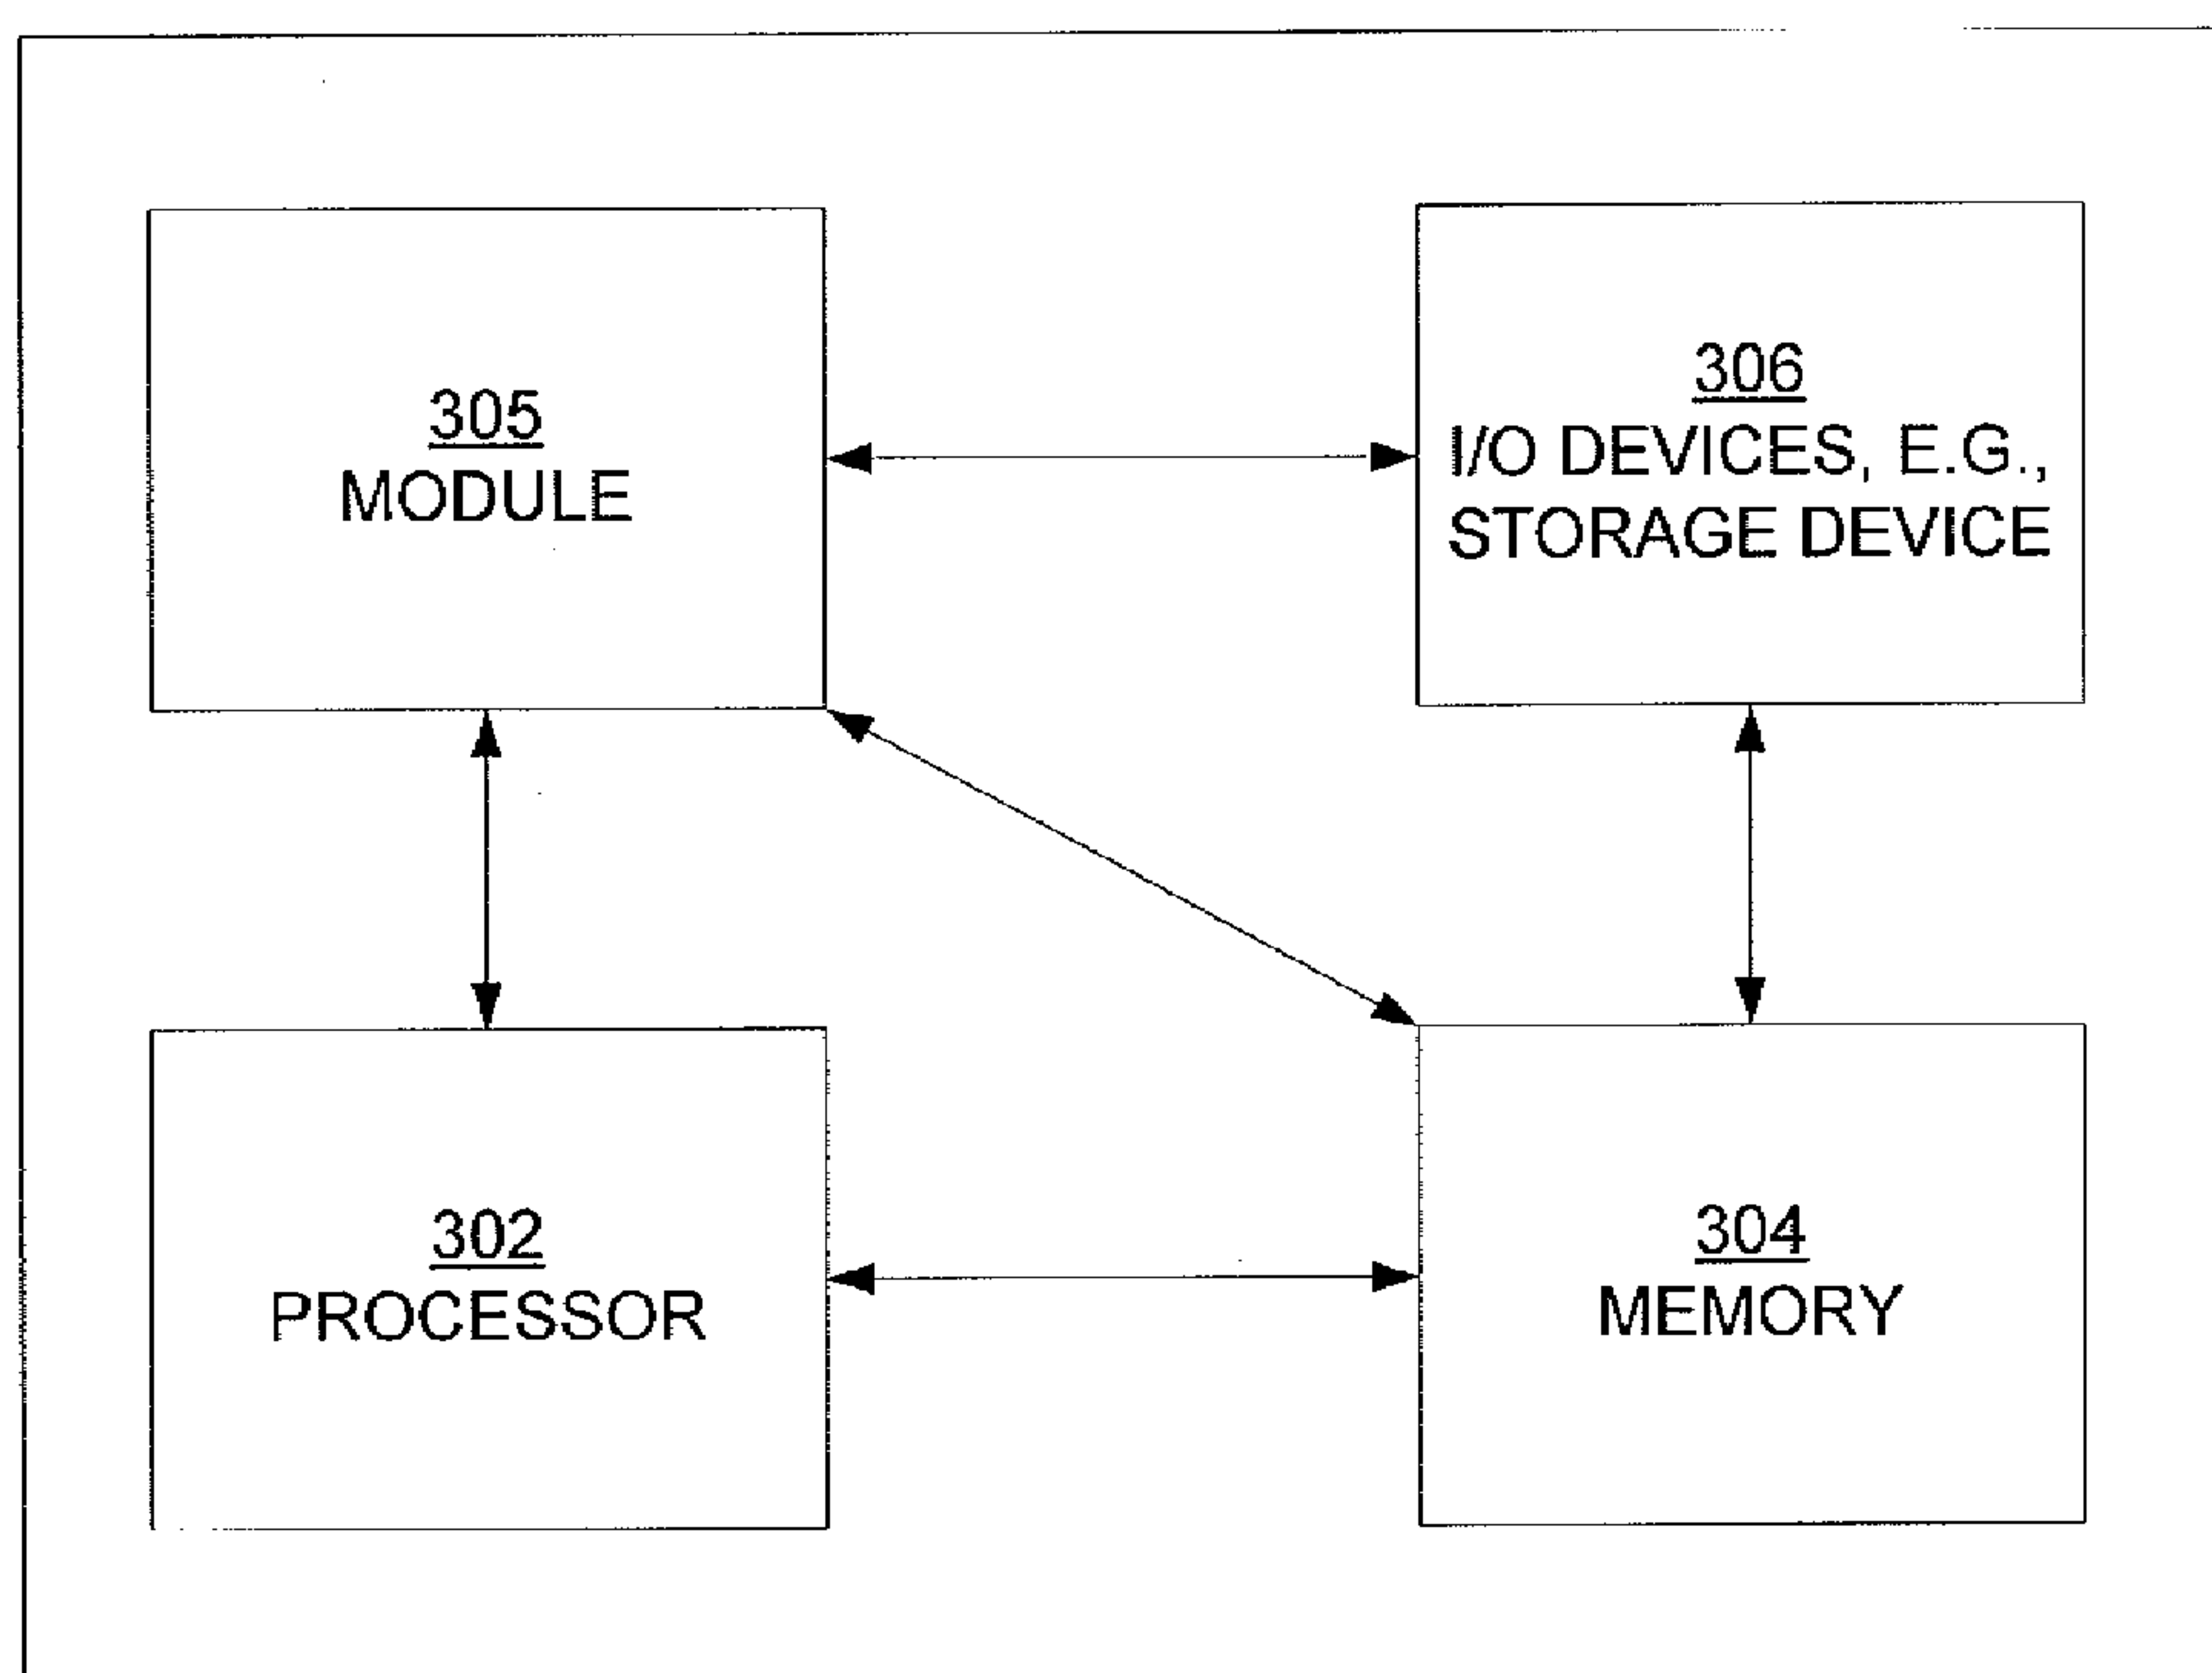 305
MODULE
306
I/O DEVICES, E.G.,
STORAGE DEVICE
302
PROCESSOR
304
MEMORY